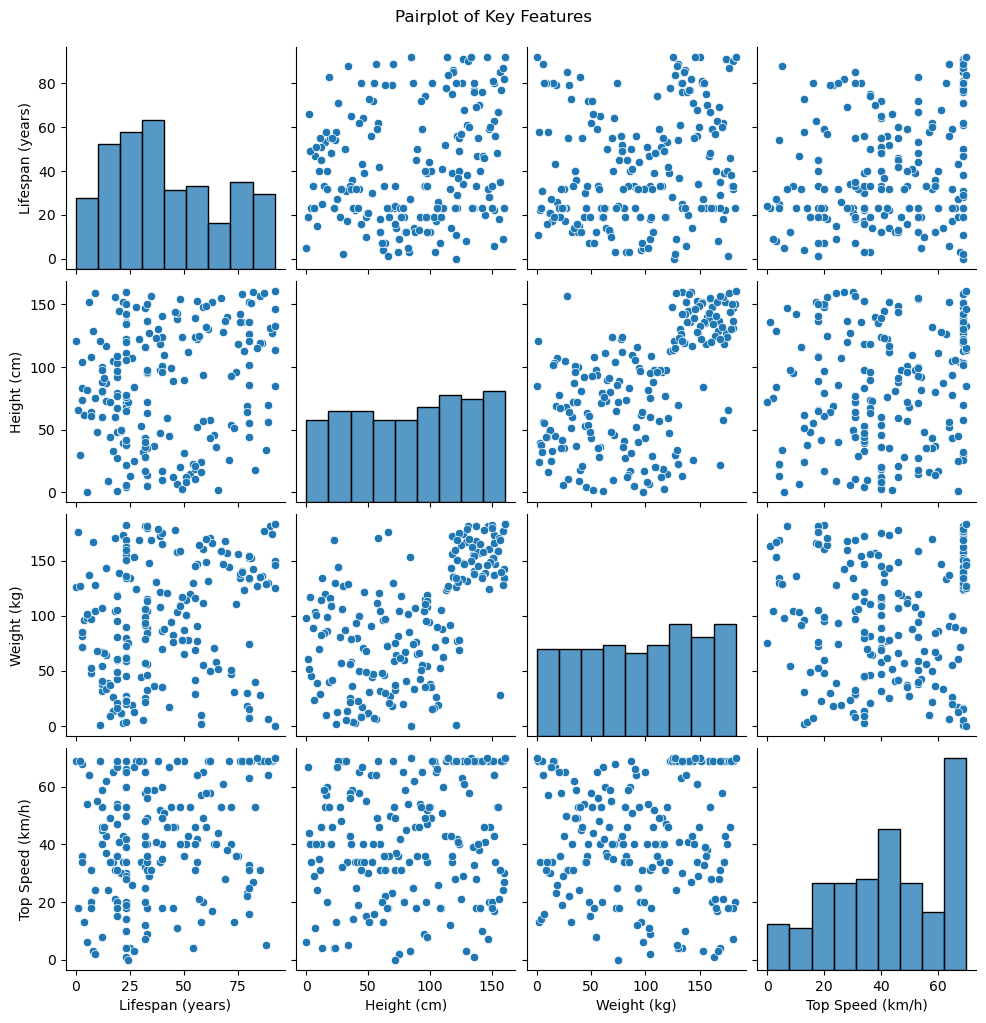 Pairplot of Key Features
Lifespan (years)
80
60
40
20
0
Height (cm)
150
100
50
0
Weight (kg)
150
100
50
0
Top Speed (km/h)
60
40
20
0
0 25 50 75
0 50 100 150
0 50 100 150
0 20 40 60
Lifespan (years)
Height (cm)
Weight (kg)
Top Speed (km/h)